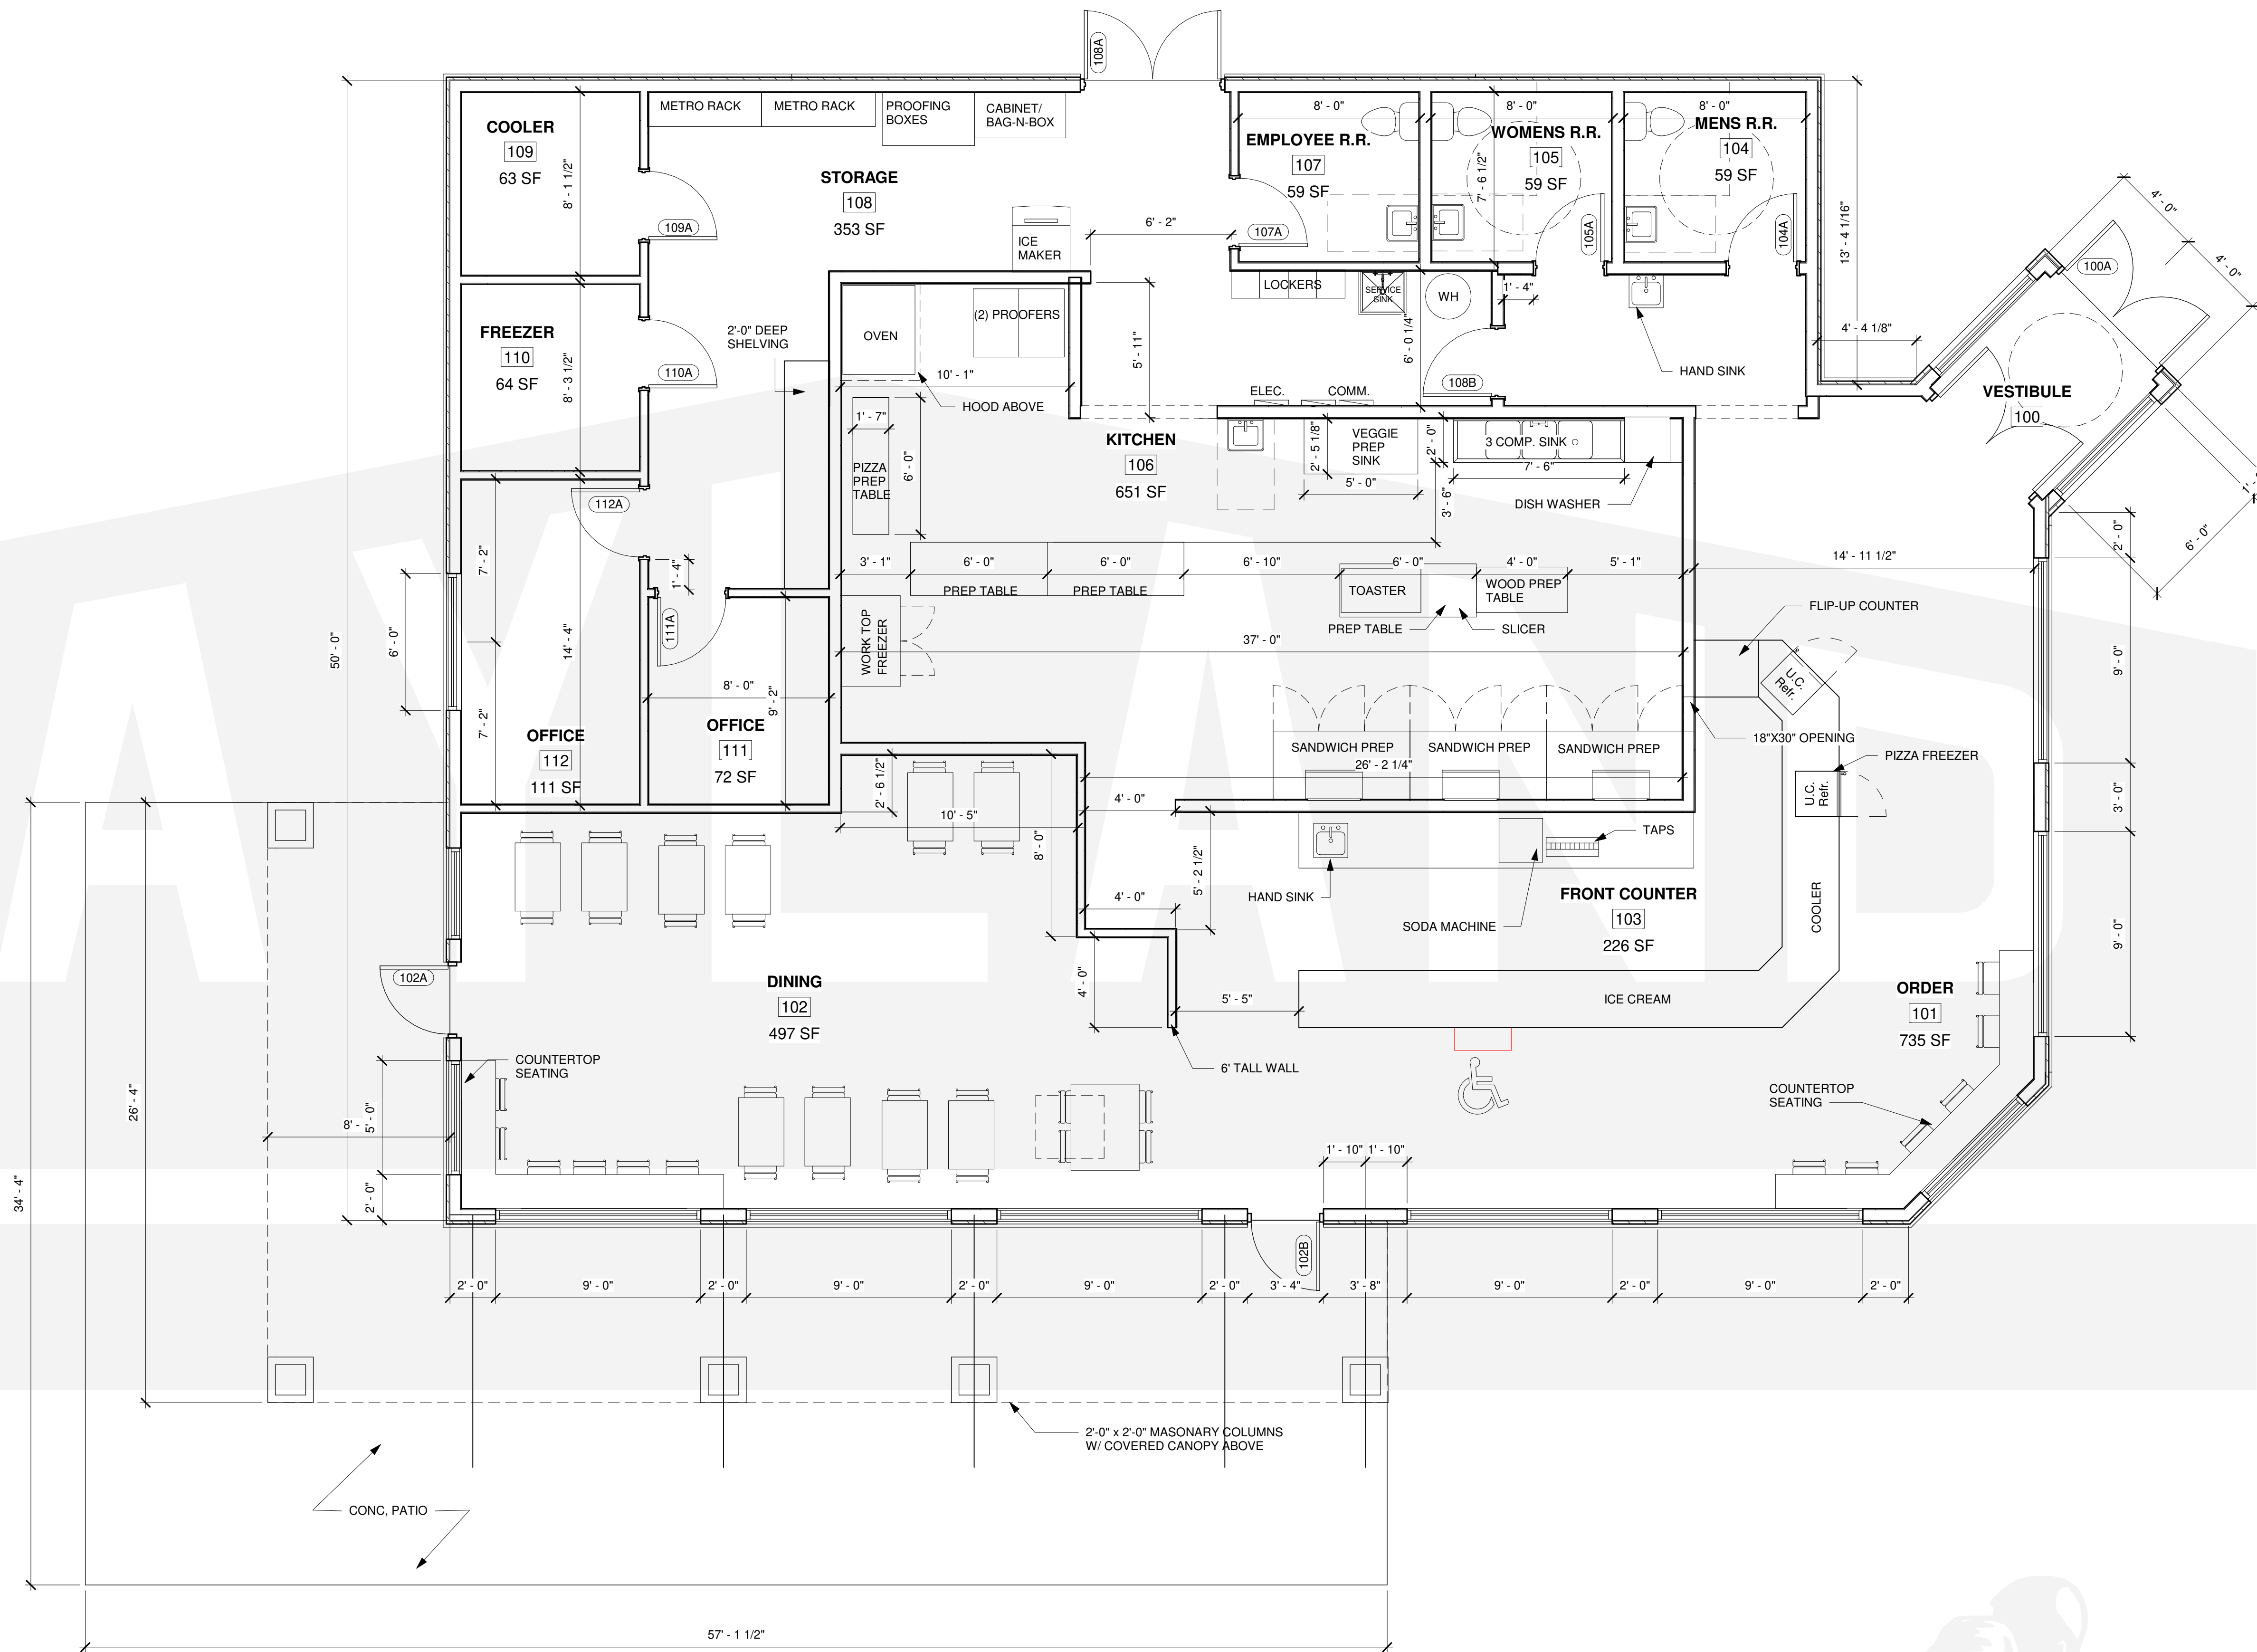 108A
METRO RACK
METRO RACK
PROOFING
BOXES
CABINET/
BAG-N-BOX
8' - 0"
8' - 0"
8' - 0"
COOLER
109
63 SF
8' - 1 1/2"
EMPLOYEE R.R.
107
59 SF
WOMENS R.R.
105
59 SF
7' - 6 1/2"
MENS R.R.
104
59 SF
STORAGE
108
353 SF
109A
ICE
MAKER
6' - 2"
107A
105A
104A
13' - 4 1/16"
4' - 0"
4' - 0"
100A
FREEZER
110
64 SF
8' - 3 1/2"
110A
2'-0" DEEP
SHELVING
OVEN
(2) PROOFERS
10' - 1"
HOOD ABOVE
5' - 11"
LOCKERS
SERVICE
SINK
WH
1' - 4"
6' - 0 1/4"
HAND SINK
4' - 4 1/8"
108B
ELEC.
COMM.
VESTIBULE
100
1' - 7"
PIZZA
PREP
TABLE
6' - 0"
KITCHEN
106
651 SF
2' - 5 1/8"
VEGGIE
PREP
SINK
5' - 0"
2' - 0"
3 COMP. SINK
7' - 6"
3' - 6"
DISH WASHER
2' - 0"
6' - 0"
112A
7' - 2"
1' - 4"
3' - 1"
6' - 0"
6' - 0"
6' - 10"
6' - 0"
4' - 0"
5' - 1"
14' - 11 1/2"
PREP TABLE
PREP TABLE
TOASTER
WOOD PREP
TABLE
PREP TABLE
SLICER
FLIP-UP COUNTER
111A
WORK TOP
FREEZER
37' - 0"
50' - 0"
6' - 0"
14' - 4"
9' - 0"
U.C.
Refr.
8' - 0"
9' - 2"
7' - 2"
OFFICE
112
111 SF
OFFICE
111
72 SF
SANDWICH PREP
SANDWICH PREP
SANDWICH PREP
18"X30" OPENING
PIZZA FREEZER
26' - 2 1/4"
2' - 6 1/2"
10' - 5"
4' - 0"
8' - 0"
U.C.
Refr.
3' - 0"
5' - 2 1/2"
TAPS
HAND SINK
4' - 0"
SODA MACHINE
FRONT COUNTER
103
226 SF
COOLER
9' - 0"
102A
DINING
102
497 SF
4' - 0"
5' - 5"
ICE CREAM
ORDER
101
735 SF
COUNTERTOP
SEATING
6' TALL WALL
COUNTERTOP
SEATING
26' - 4"
8' -
5' - 0"
1' - 10"
1' - 10"
34' - 4"
2' - 0"
102B
2' - 0"
9' - 0"
2' - 0"
9' - 0"
2' - 0"
9' - 0"
2' - 0"
3' - 4"
3' - 8"
9' - 0"
2' - 0"
9' - 0"
2' - 0"
2'-0" x 2'-0" MASONARY COLUMNS
W/ COVERED CANOPY ABOVE
CONC, PATIO
57' - 1 1/2"
AYLAND